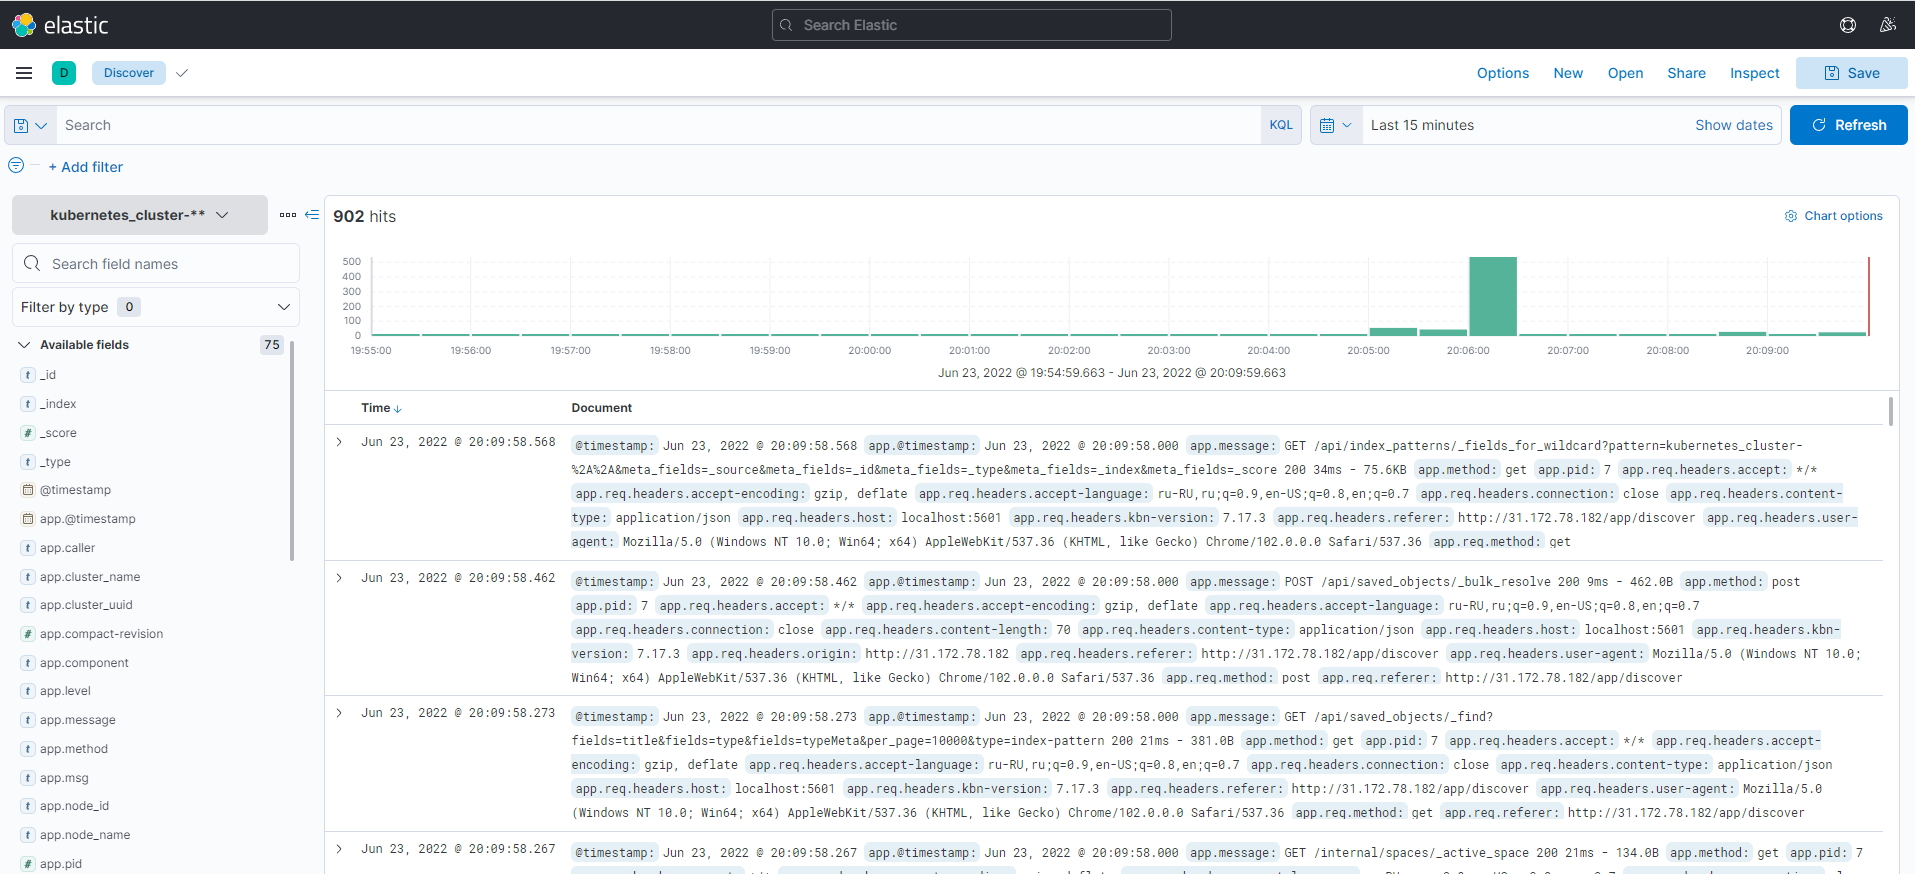 elastic
Search Elastic
D Discover
Options New Open Share Inspect Save
Search KQL Last 15 minutes Show dates Refresh
+ Add filter
kubernetes_cluster-**
902 hits
Chart options
Search field names
Filter by type 0
Available fields 75
t _id
t _index
# _score
t _type
@timestamp
app.@timestamp
t app.caller
t app.cluster_name
t app.cluster_uuid
# app.compact-revision
t app.component
t app.level
t app.message
t app.method
t app.msg
t app.node_id
t app.node_name
# app.pid
500
400
300
200
100
0
19:55:00 19:56:00 19:57:00 19:58:00 19:59:00 20:00:00 20:01:00 20:02:00 20:03:00 20:04:00 20:05:00 20:06:00 20:07:00 20:08:00 20:09:00
Jun 23, 2022 @ 19:54:59.663 - Jun 23, 2022 @ 20:09:59.663
Time Document
Jun 23, 2022 @ 20:09:58.568
@timestamp: Jun 23, 2022 @ 20:09:58.568 app.@timestamp: Jun 23, 2022 @ 20:09:58.000 app.message: GET /api/index_patterns/_fields_for_wildcard?pattern=kubernetes_cluster-
%2A%2A&meta_fields=_source&meta_fields=_id&meta_fields=_type&meta_fields=_index&meta_fields=_score 200 34ms - 75.6KB app.method: get app.pid: 7 app.req.headers.accept: */*
app.req.headers.accept-encoding: gzip, deflate app.req.headers.accept-language: ru-RU,ru;q=0.9,en-US;q=0.8,en;q=0.7 app.req.headers.connection: close app.req.headers.content-
type: application/json app.req.headers.host: localhost:5601 app.req.headers.kbn-version: 7.17.3 app.req.headers.referer: http://31.172.78.182/app/discover app.req.headers.user-
agent: Mozilla/5.0 (Windows NT 10.0; Win64; x64) AppleWebKit/537.36 (KHTML, like Gecko) Chrome/102.0.0.0 Safari/537.36 app.req.method: get
Jun 23, 2022 @ 20:09:58.462
@timestamp: Jun 23, 2022 @ 20:09:58.462 app.@timestamp: Jun 23, 2022 @ 20:09:58.000 app.message: POST /api/saved_objects/_bulk_resolve 200 9ms - 462.0B app.method: post
app.pid: 7 app.req.headers.accept: */* app.req.headers.accept-encoding: gzip, deflate app.req.headers.accept-language: ru-RU,ru;q=0.9,en-US;q=0.8,en;q=0.7
app.req.headers.connection: close app.req.headers.content-length: 70 app.req.headers.content-type: application/json app.req.headers.host: localhost:5601 app.req.headers.kbn-
version: 7.17.3 app.req.headers.origin: http://31.172.78.182 app.req.headers.referer: http://31.172.78.182/app/discover app.req.headers.user-agent: Mozilla/5.0 (Windows NT 10.0;
Win64; x64) AppleWebKit/537.36 (KHTML, like Gecko) Chrome/102.0.0.0 Safari/537.36 app.req.method: post app.req.referer: http://31.172.78.182/app/discover
Jun 23, 2022 @ 20:09:58.273
@timestamp: Jun 23, 2022 @ 20:09:58.273 app.@timestamp: Jun 23, 2022 @ 20:09:58.000 app.message: GET /api/saved_objects/_find?
fields=title&fields=type&fields=typeMeta&per_page=10000&type=index-pattern 200 21ms - 381.0B app.method: get app.pid: 7 app.req.headers.accept: */* app.req.headers.accept-
encoding: gzip, deflate app.req.headers.accept-language: ru-RU,ru;q=0.9,en-US;q=0.8,en;q=0.7 app.req.headers.connection: close app.req.headers.content-type: application/json
app.req.headers.host: localhost:5601 app.req.headers.kbn-version: 7.17.3 app.req.headers.referer: http://31.172.78.182/app/discover app.req.headers.user-agent: Mozilla/5.0
(Windows NT 10.0; Win64; x64) AppleWebKit/537.36 (KHTML, like Gecko) Chrome/102.0.0.0 Safari/537.36 app.req.method: get app.req.referer: http://31.172.78.182/app/discover
Jun 23, 2022 @ 20:09:58.267
@timestamp: Jun 23, 2022 @ 20:09:58.267 app.@timestamp: Jun 23, 2022 @ 20:09:58.000 app.message: GET /internal/spaces/_active_space 200 21ms - 134.0B app.method: get app.pid: 7